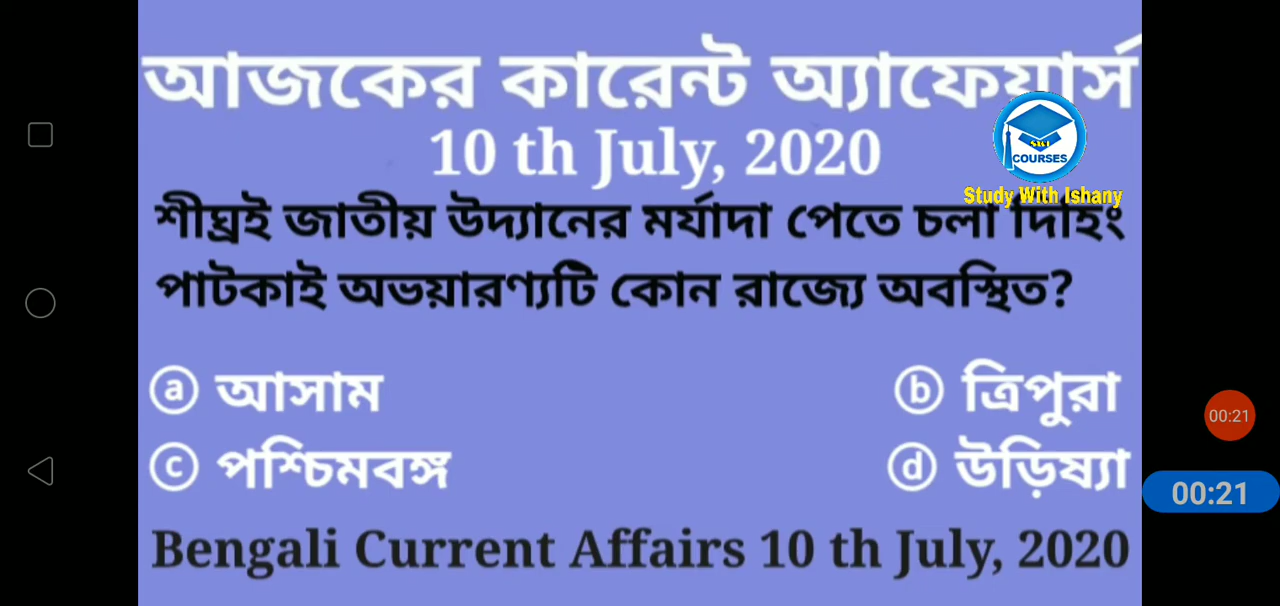 আজকের কারেন্ট অ্যাফেয়ার্স
10 th July, 2020
COURSES
Study With Ishany
শীঘ্রই জাতীয় উদ্যানের মর্যাদা পেতে চলা দিহিং
পাটকাই অভয়ারণ্যটি কোন রাজ্যে অবস্থিত?
ⓐ আসাম ⓑ ত্রিপুরা
ⓒ পশ্চিমবঙ্গ ⓓ উড়িষ্যা
00:21
00:21
Bengali Current Affairs 10 th July, 2020